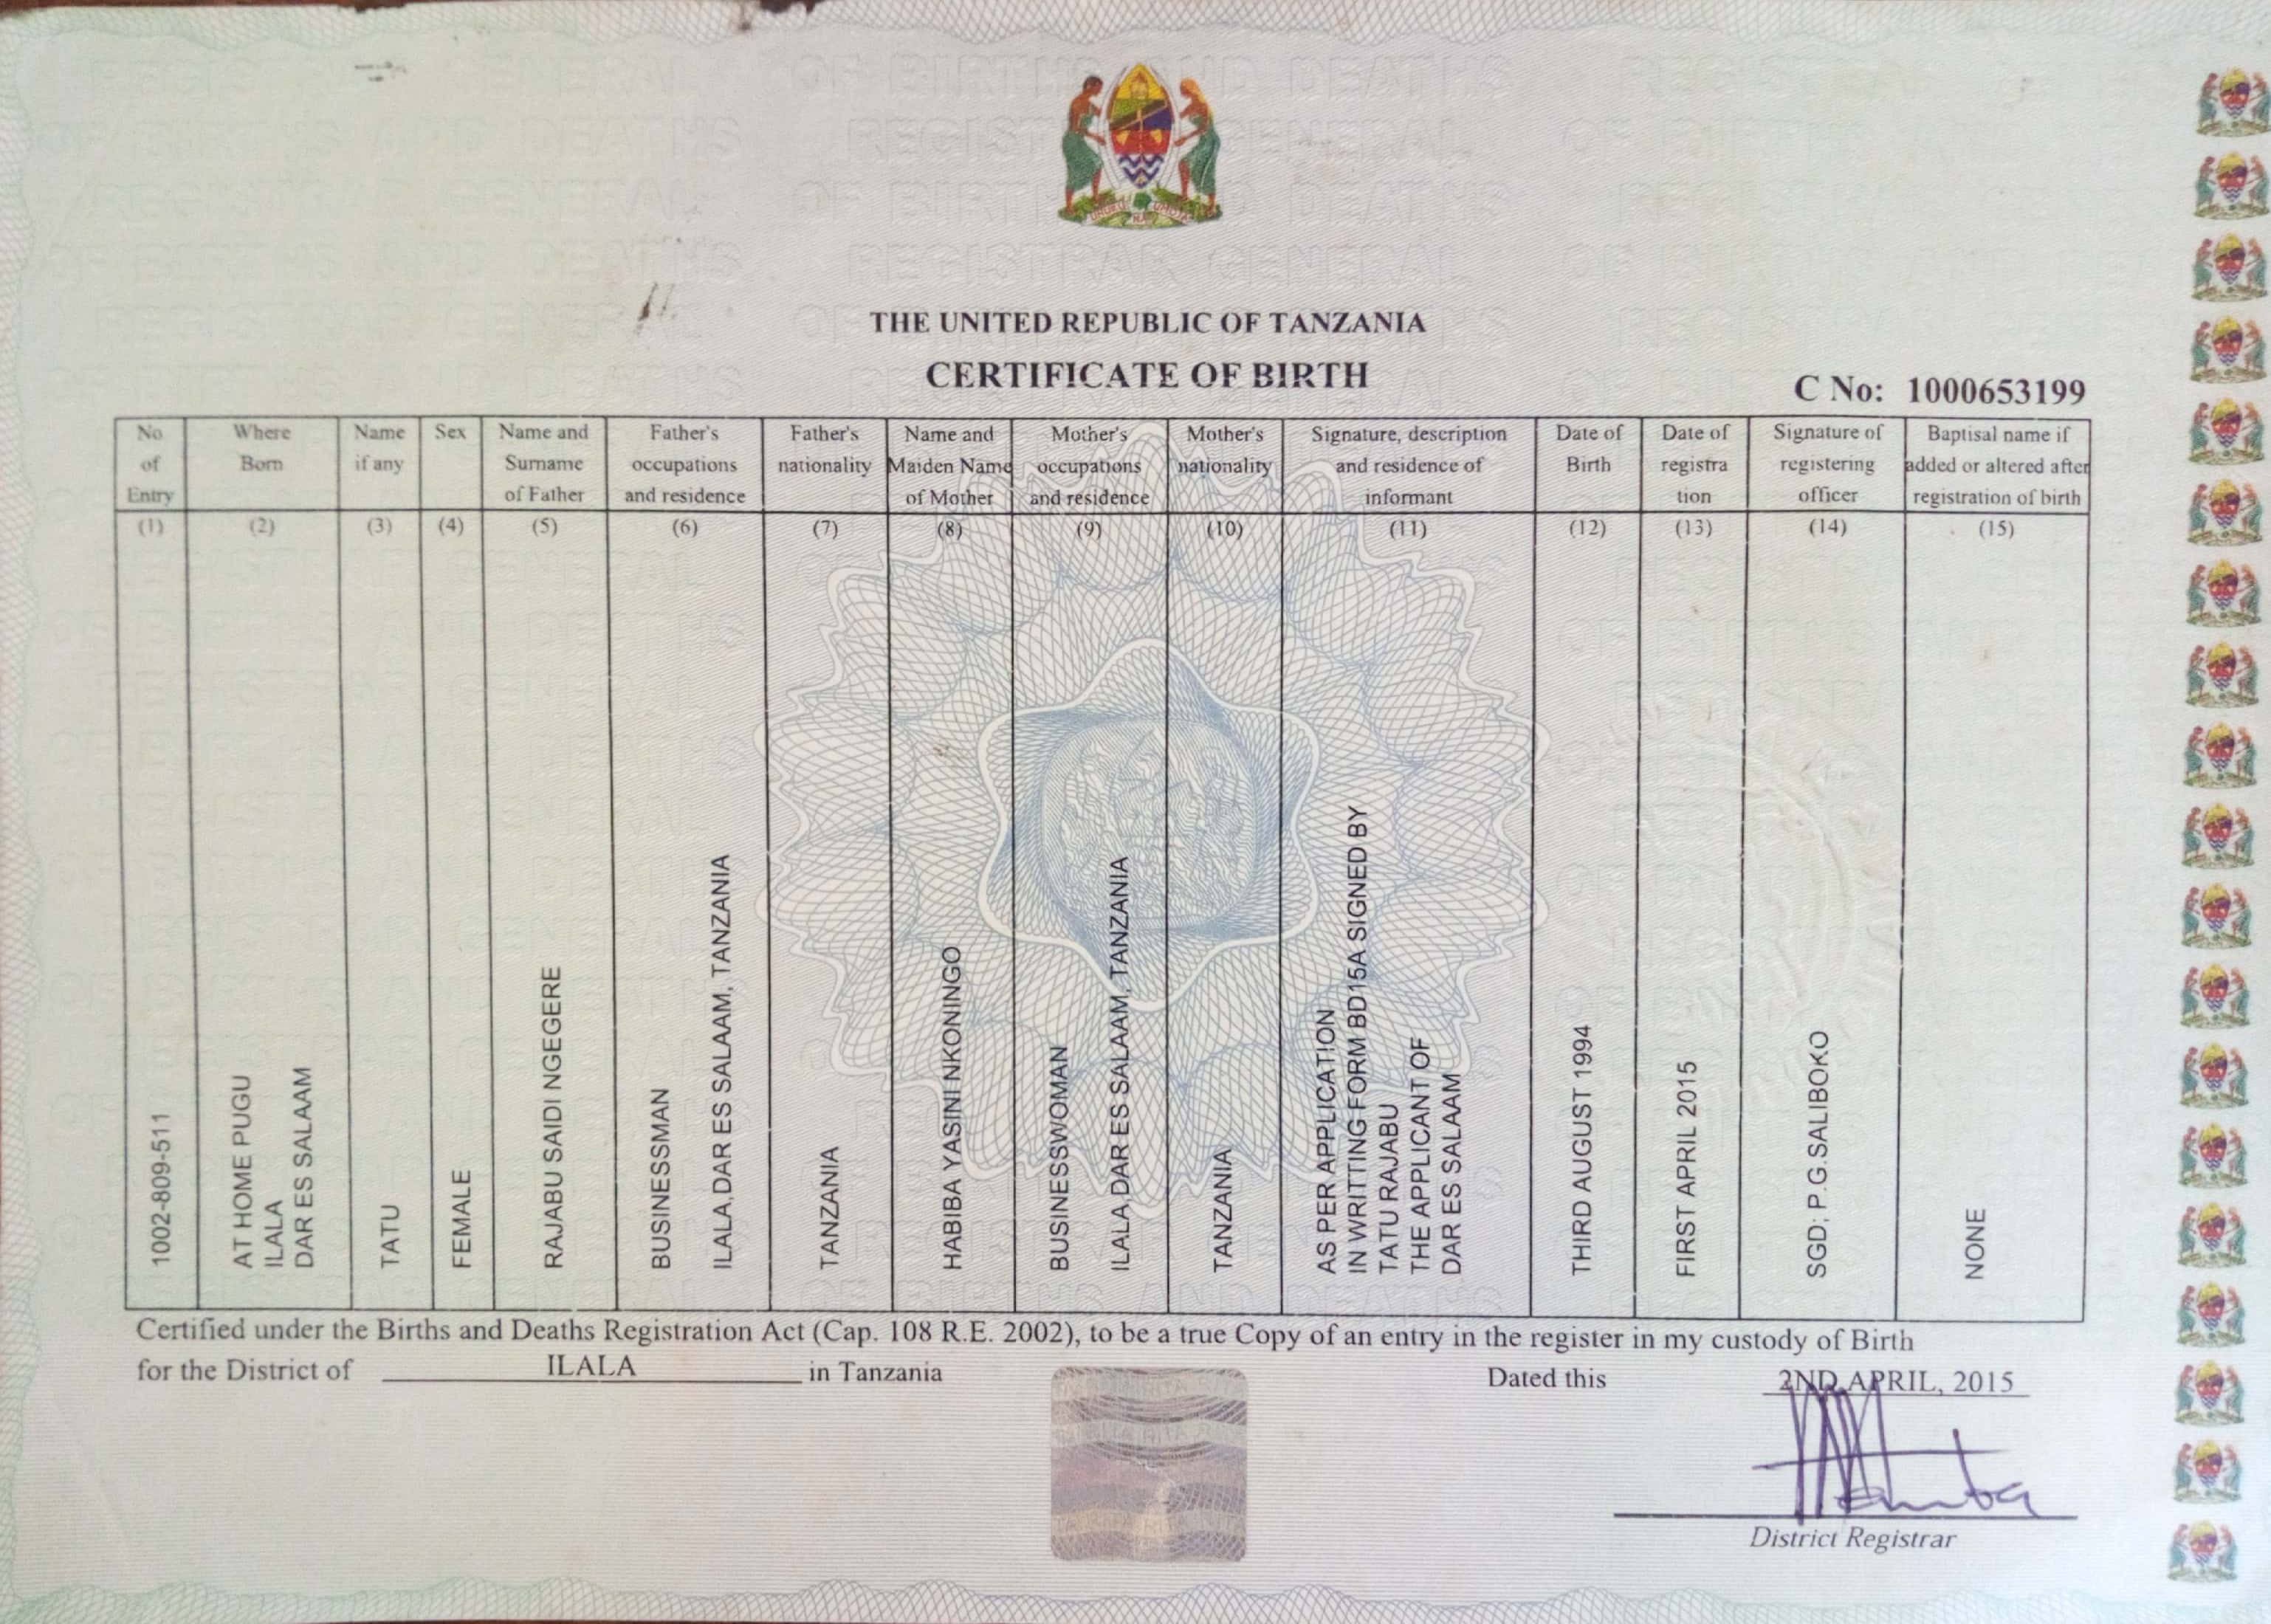 THE UNITED REPUBLIC OF TANZANIA
CERTIFICATE OF BIRTH
C No: 1000653199
No of Entry
(1)
1002-809-511
Where Born
(2)
AT HOME PUGU
ILALA
DAR ES SALAAM
Name if any
(3)
TATU
Sex
(4)
FEMALE
Name and Surname of Father
(5)
RAJABU SAIDI NGEGERE
Father's occupations and residence
(6)
BUSINESSMAN
ILALA,DAR ES SALAAM, TANZANIA
Father's nationality
(7)
TANZANIA
Name and Maiden Name of Mother
(8)
HABIBA YASINI NKONINGO
Mother's occupations and residence
(9)
BUSINESSWOMAN
ILALA,DAR ES SALAAM, TANZANIA
Mother's nationality
(10)
TANZANIA
Signature, description and residence of informant
(11)
AS PER APPLICATION
IN WRITTING FORM BD15A SIGNED BY
TATU RAJABU
THE APPLICANT OF
DAR ES SALAAM
Date of Birth
(12)
THIRD AUGUST 1994
Date of registra tion
(13)
FIRST APRIL 2015
Signature of registering officer
(14)
SGD; P.G.SALIBOKO
Baptisal name if added or altered after registration of birth
(15)
NONE
Certified under the Births and Deaths Registration Act (Cap. 108 R.E. 2002), to be a true Copy of an entry in the register in my custody of Birth
for the District of ILALA in Tanzania
Dated this 2ND APRIL, 2015
District Registrar